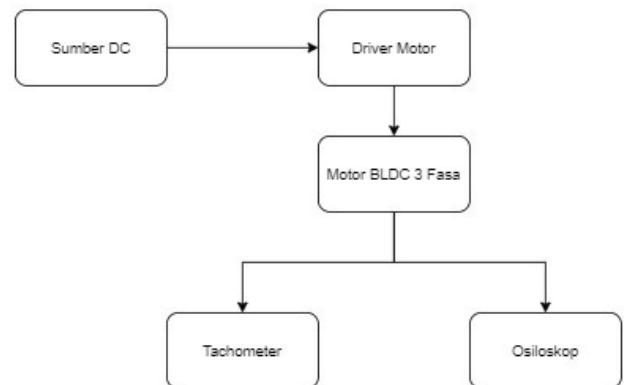 Sumber DC
Driver Motor
Motor BLDC 3 Fasa
Tachometer
Osiloskop